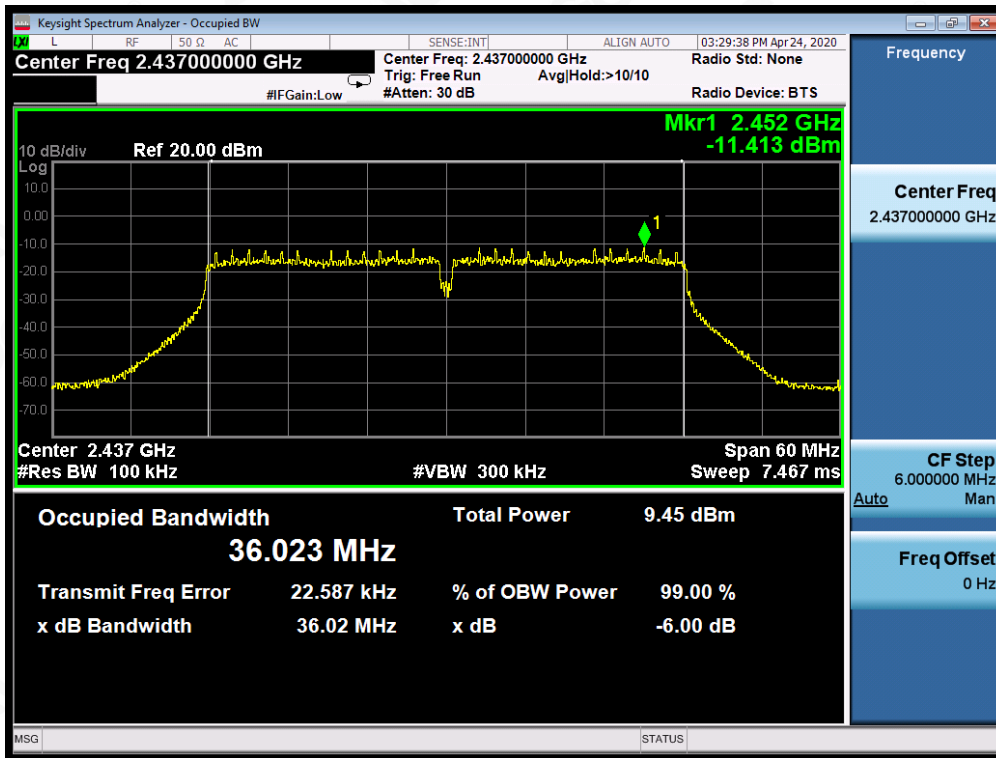 Keysight Spectrum Analyzer - Occupied BW
LXI L RF 50 Ω AC SENSE:INT ALIGN AUTO 03:29:38 PM Apr 24, 2020
Center Freq 2.437000000 GHz
Center Freq: 2.437000000 GHz Radio Std: None
Trig: Free Run Avg|Hold:>10/10
#IFGain:Low #Atten: 30 dB Radio Device: BTS
Mkr1 2.452 GHz
-11.413 dBm
10 dB/div Ref 20.00 dBm
Log
10.0
0.00
1
-10.0
-20.0
-30.0
-40.0
-50.0
-60.0
-70.0
Center 2.437 GHz Span 60 MHz
#Res BW 100 kHz #VBW 300 kHz Sweep 7.467 ms
Occupied Bandwidth Total Power 9.45 dBm
36.023 MHz
Transmit Freq Error 22.587 kHz % of OBW Power 99.00 %
x dB Bandwidth 36.02 MHz x dB -6.00 dB
MSG STATUS
Frequency
Center Freq
2.437000000 GHz
CF Step
6.000000 MHz
Auto Man
Freq Offset
0 Hz